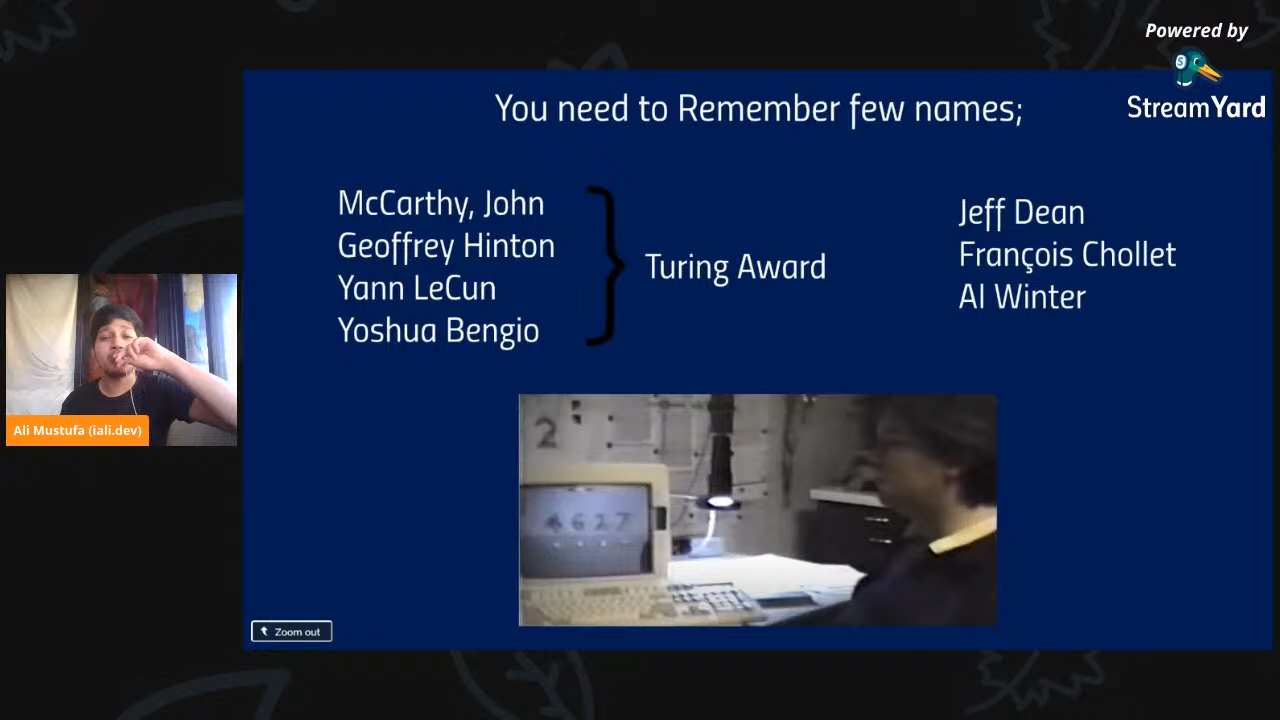 Powered by
StreamYard
You need to Remember few names;
McCarthy, John
Geoffrey Hinton
Yann LeCun
Yoshua Bengio
Turing Award
Jeff Dean
François Chollet
AI Winter
2
4627
Ali Mustufa (iali.dev)
Zoom out